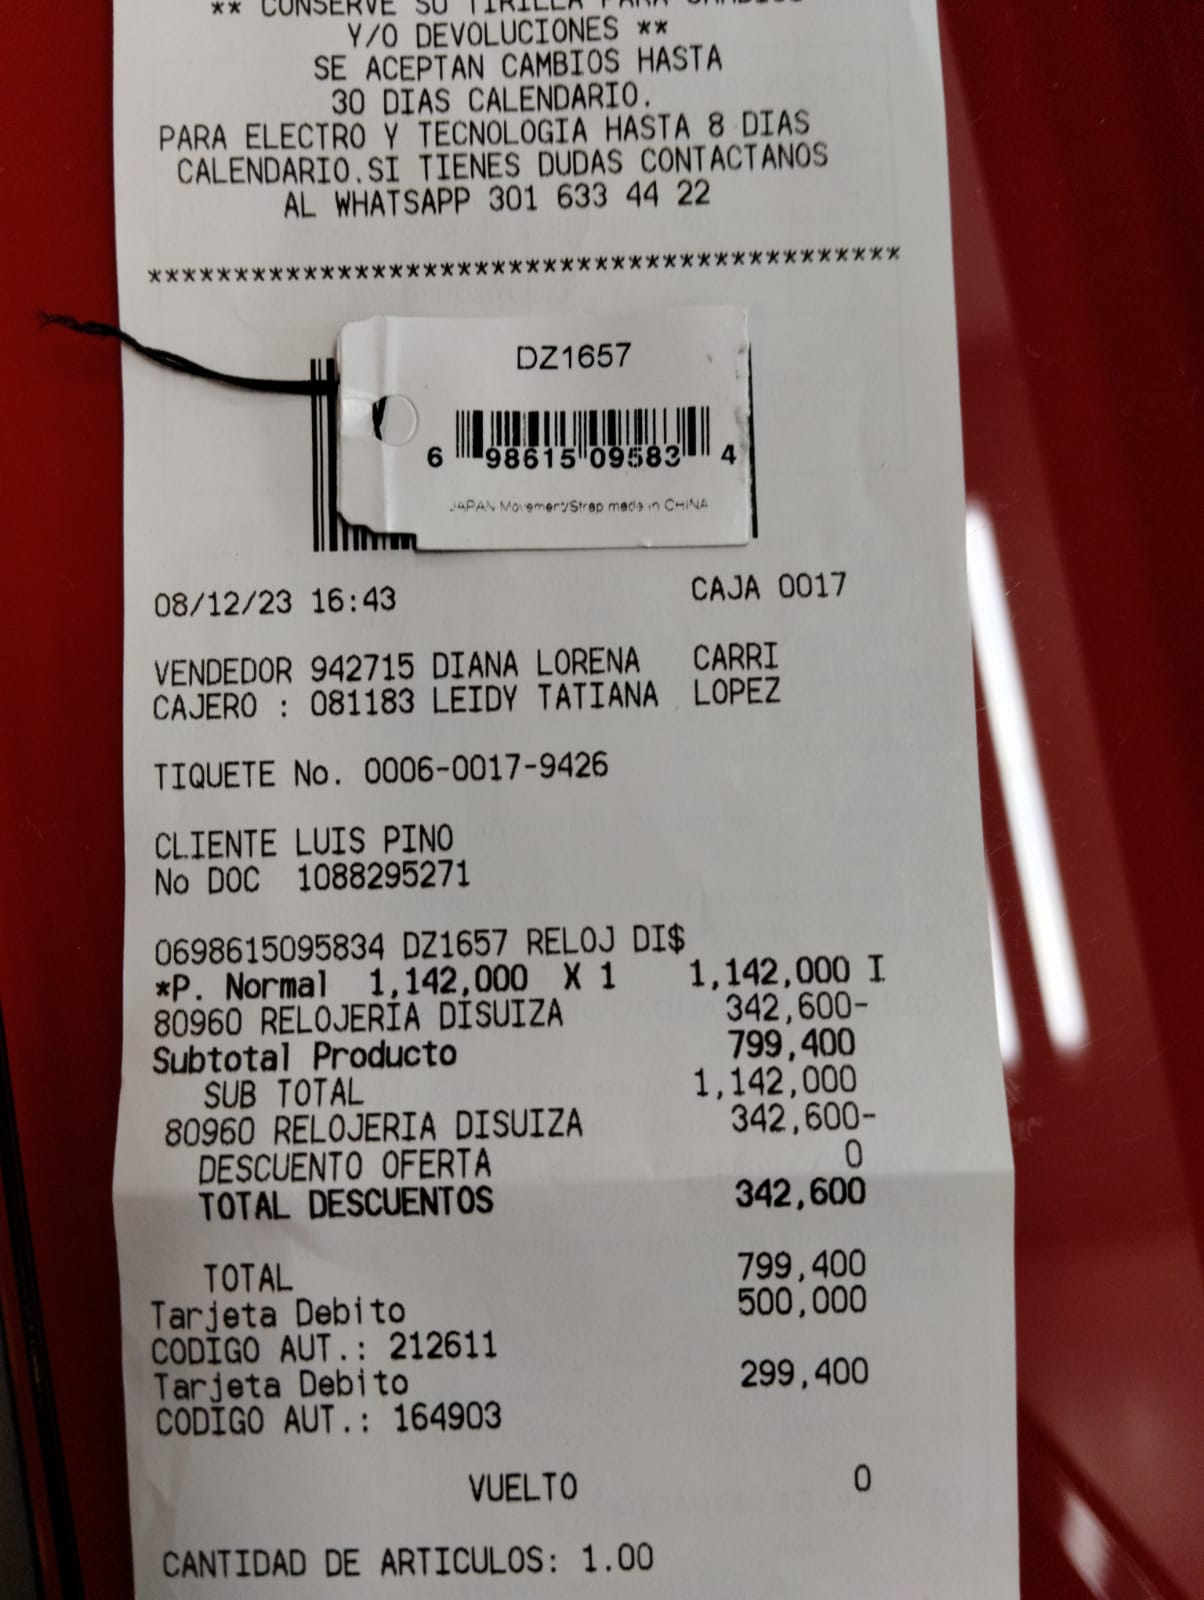 ** CONSERVE SU TIRILLA PARA CAMBIOS
Y/O DEVOLUCIONES **
SE ACEPTAN CAMBIOS HASTA
30 DIAS CALENDARIO.
PARA ELECTRO Y TECNOLOGIA HASTA 8 DIAS
CALENDARIO.SI TIENES DUDAS CONTACTANOS
AL WHATSAPP 301 633 44 22
********************************************
DZ1657
6 98615 09583 4
JAPAN Movement/Strap made in CHINA
08/12/23 16:43 CAJA 0017
VENDEDOR 942715 DIANA LORENA CARRI
CAJERO : 081183 LEIDY TATIANA LOPEZ
TIQUETE No. 0006-0017-9426
CLIENTE LUIS PINO
No DOC 1088295271
0698615095834 DZ1657 RELOJ DI$
*P. Normal 1,142,000 X 1 1,142,000 I
80960 RELOJERIA DISUIZA 342,600-
Subtotal Producto 799,400
SUB TOTAL 1,142,000
80960 RELOJERIA DISUIZA 342,600-
DESCUENTO OFERTA 0
TOTAL DESCUENTOS 342,600
TOTAL 799,400
Tarjeta Debito 500,000
CODIGO AUT.: 212611
Tarjeta Debito 299,400
CODIGO AUT.: 164903
VUELTO 0
CANTIDAD DE ARTICULOS: 1.00